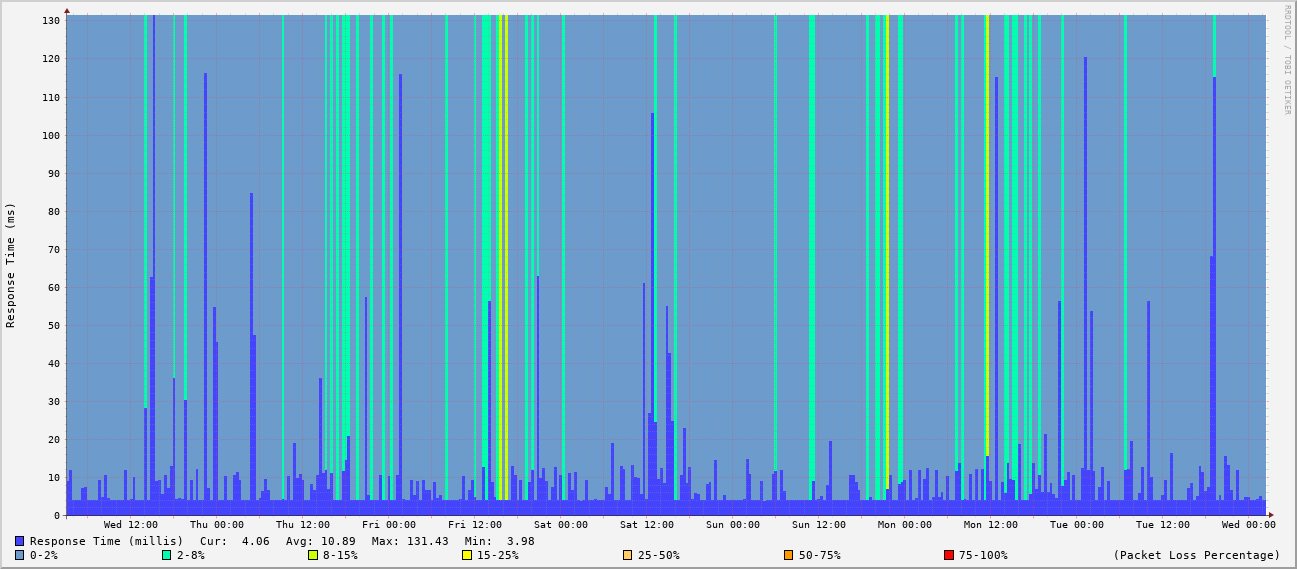 RRDTOOL / TOBI OETIKER
Response Time (ms)
130
120
110
100
90
80
70
60
50
40
30
20
10
0
Wed 12:00 Thu 00:00 Thu 12:00 Fri 00:00 Fri 12:00 Sat 00:00 Sat 12:00 Sun 00:00 Sun 12:00 Mon 00:00 Mon 12:00 Tue 00:00 Tue 12:00 Wed 00:00
Response Time (millis) Cur: 4.06 Avg: 10.89 Max: 131.43 Min: 3.98
0-2% 2-8% 8-15% 15-25% 25-50% 50-75% 75-100% (Packet Loss Percentage)